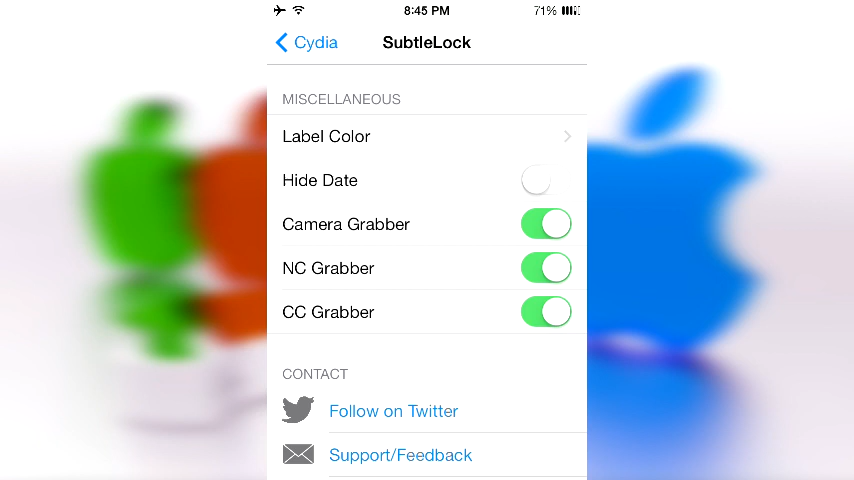 8:45 PM 71%
Cydia SubtleLock
MISCELLANEOUS
Label Color
Hide Date
Camera Grabber
NC Grabber
CC Grabber
CONTACT
Follow on Twitter
Support/Feedback